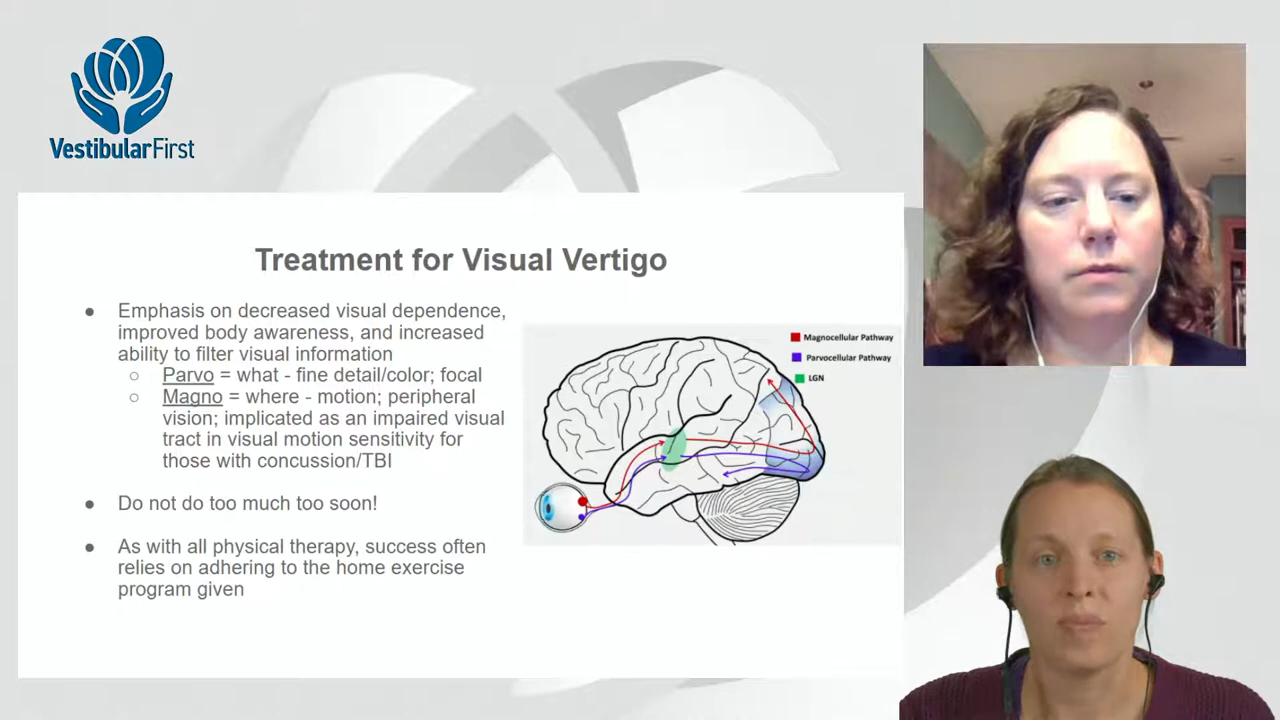 VestibularFirst
Treatment for Visual Vertigo
● Emphasis on decreased visual dependence,
improved body awareness, and increased
ability to filter visual information
○ Parvo = what - fine detail/color; focal
○ Magno = where - motion; peripheral
vision; implicated as an impaired visual
tract in visual motion sensitivity for
those with concussion/TBI
● Do not do too much too soon!
● As with all physical therapy, success often
relies on adhering to the home exercise
program given
Magnocellular Pathway
Parvocellular Pathway
LGN